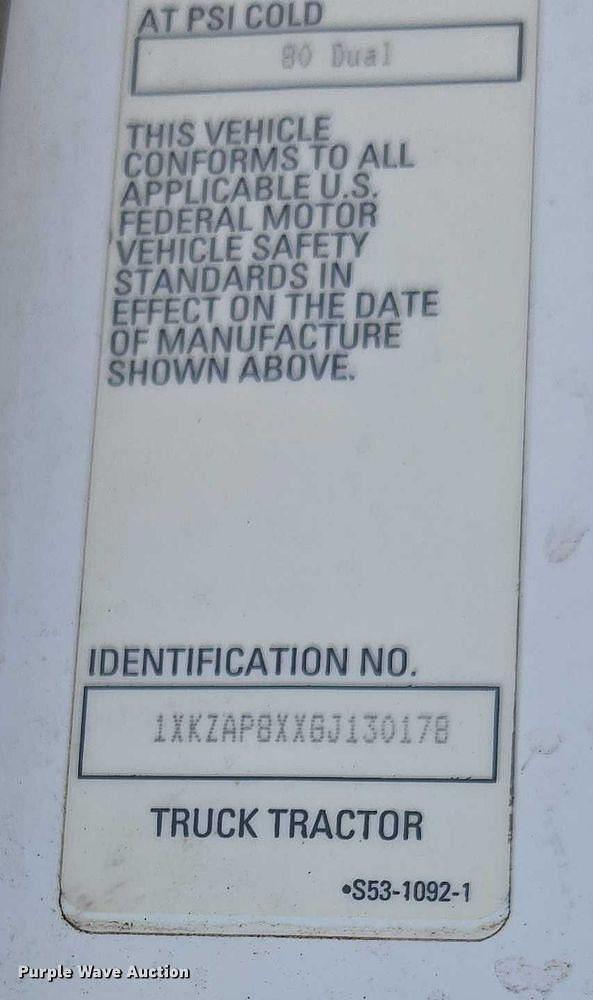 AT PSI COLD
Dual
THIS VEHICLE
CONFORMS TO ALL
APPLICABLE U.S.
FEDERAL MOTOR
VEHICLE SAFETY
STANDARDS IN
EFFECT ON THE DATE
OF MANUFACTURE
SHOWN ABOVE.
IDENTIFICATION NO.
1XKZAP8XXGJ130178
TRUCK TRACTOR
•S53-1092-1
Purple Wave Auction